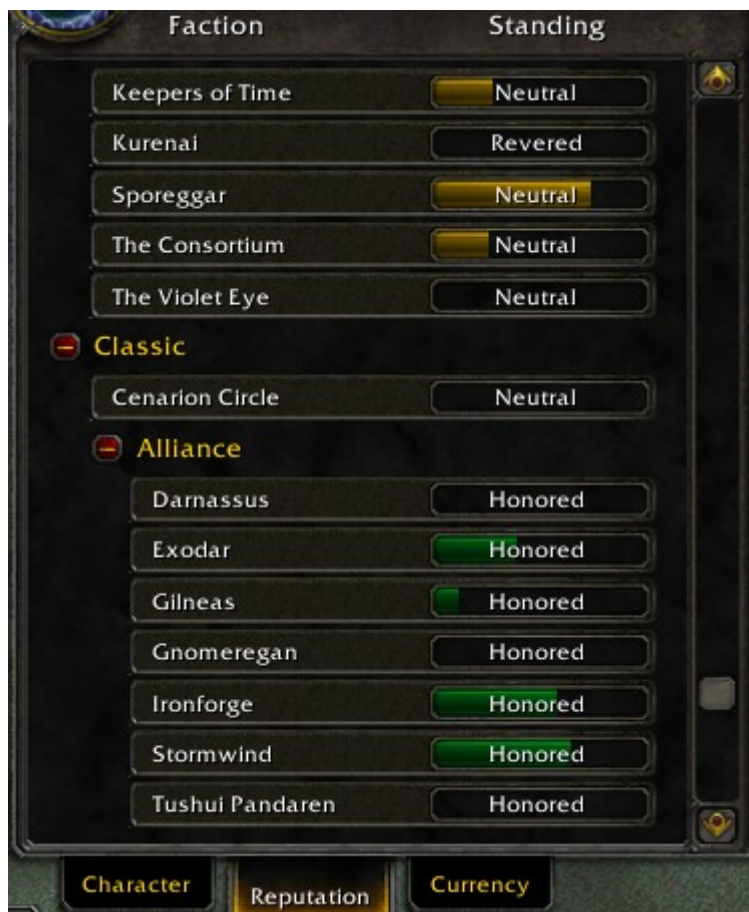 Faction Standing
Keepers of Time Neutral
Kurenai Revered
Sporeggar Neutral
The Consortium Neutral
The Violet Eye Neutral
Classic
Cenarion Circle Neutral
Alliance
Darnassus Honored
Exodar Honored
Gilneas Honored
Gnomeregan Honored
Ironforge Honored
Stormwind Honored
Tushui Pandaren Honored
Character Reputation Currency